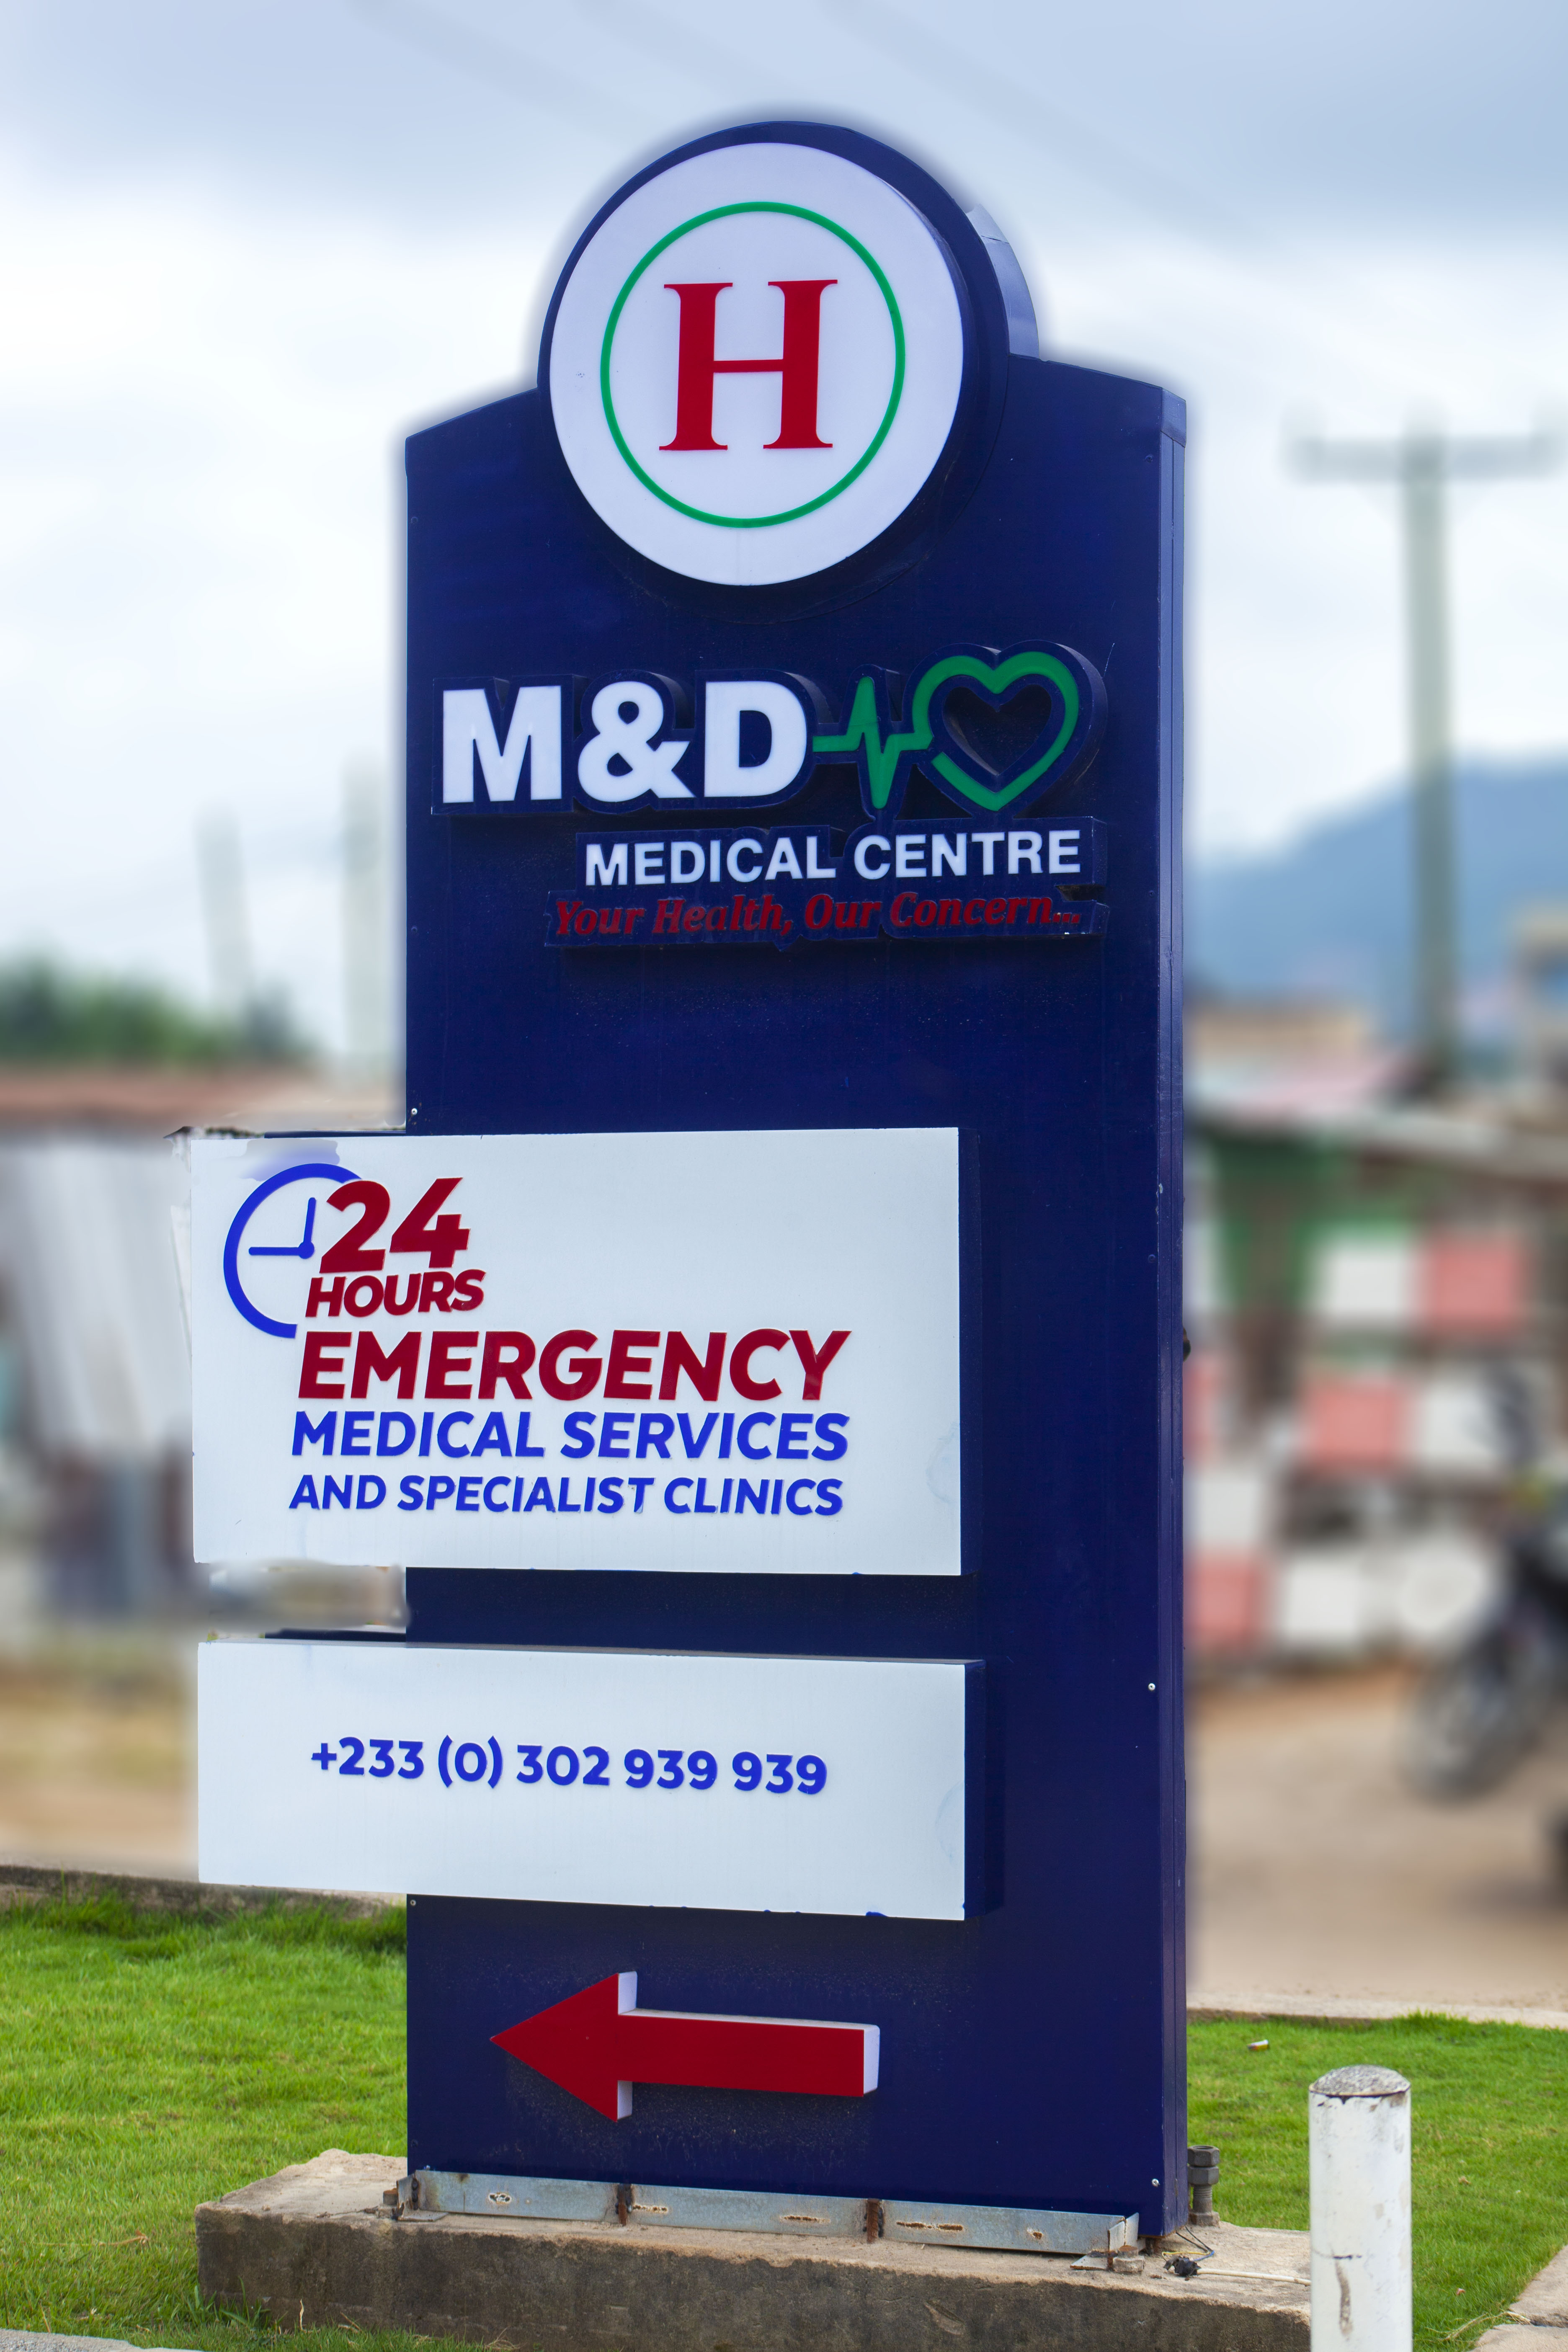 H
M&D
MEDICAL CENTRE
Your Health, Our Concern...
24
HOURS
EMERGENCY
MEDICAL SERVICES
AND SPECIALIST CLINICS
+233 (0) 302 939 939